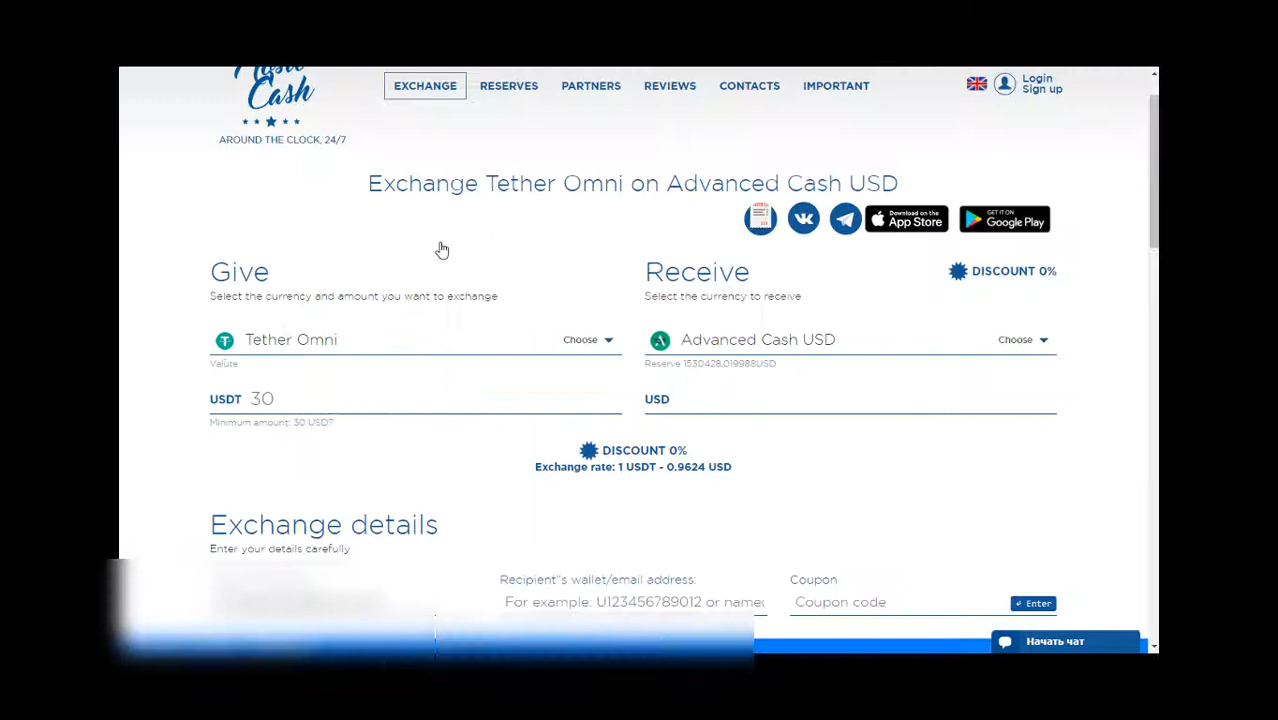 Cash
AROUND THE CLOCK, 24/7
EXCHANGE RESERVES PARTNERS REVIEWS CONTACTS IMPORTANT
Login
Sign up
Exchange Tether Omni on Advanced Cash USD
Download on the
App Store
GET IT ON
Google Play
Give
Select the currency and amount you want to exchange
Tether Omni Choose
Valute
USDT 30
Minimum amount: 30 USDT
Receive
DISCOUNT 0%
Select the currency to receive
Advanced Cash USD Choose
Reserve 1530428.019988USD
USD
DISCOUNT 0%
Exchange rate: 1 USDT - 0.9624 USD
Exchange details
Enter your details carefully
Recipient"s wallet/email address:
For example: U123456789012 or name
Coupon
Coupon code
Enter
Начать чат